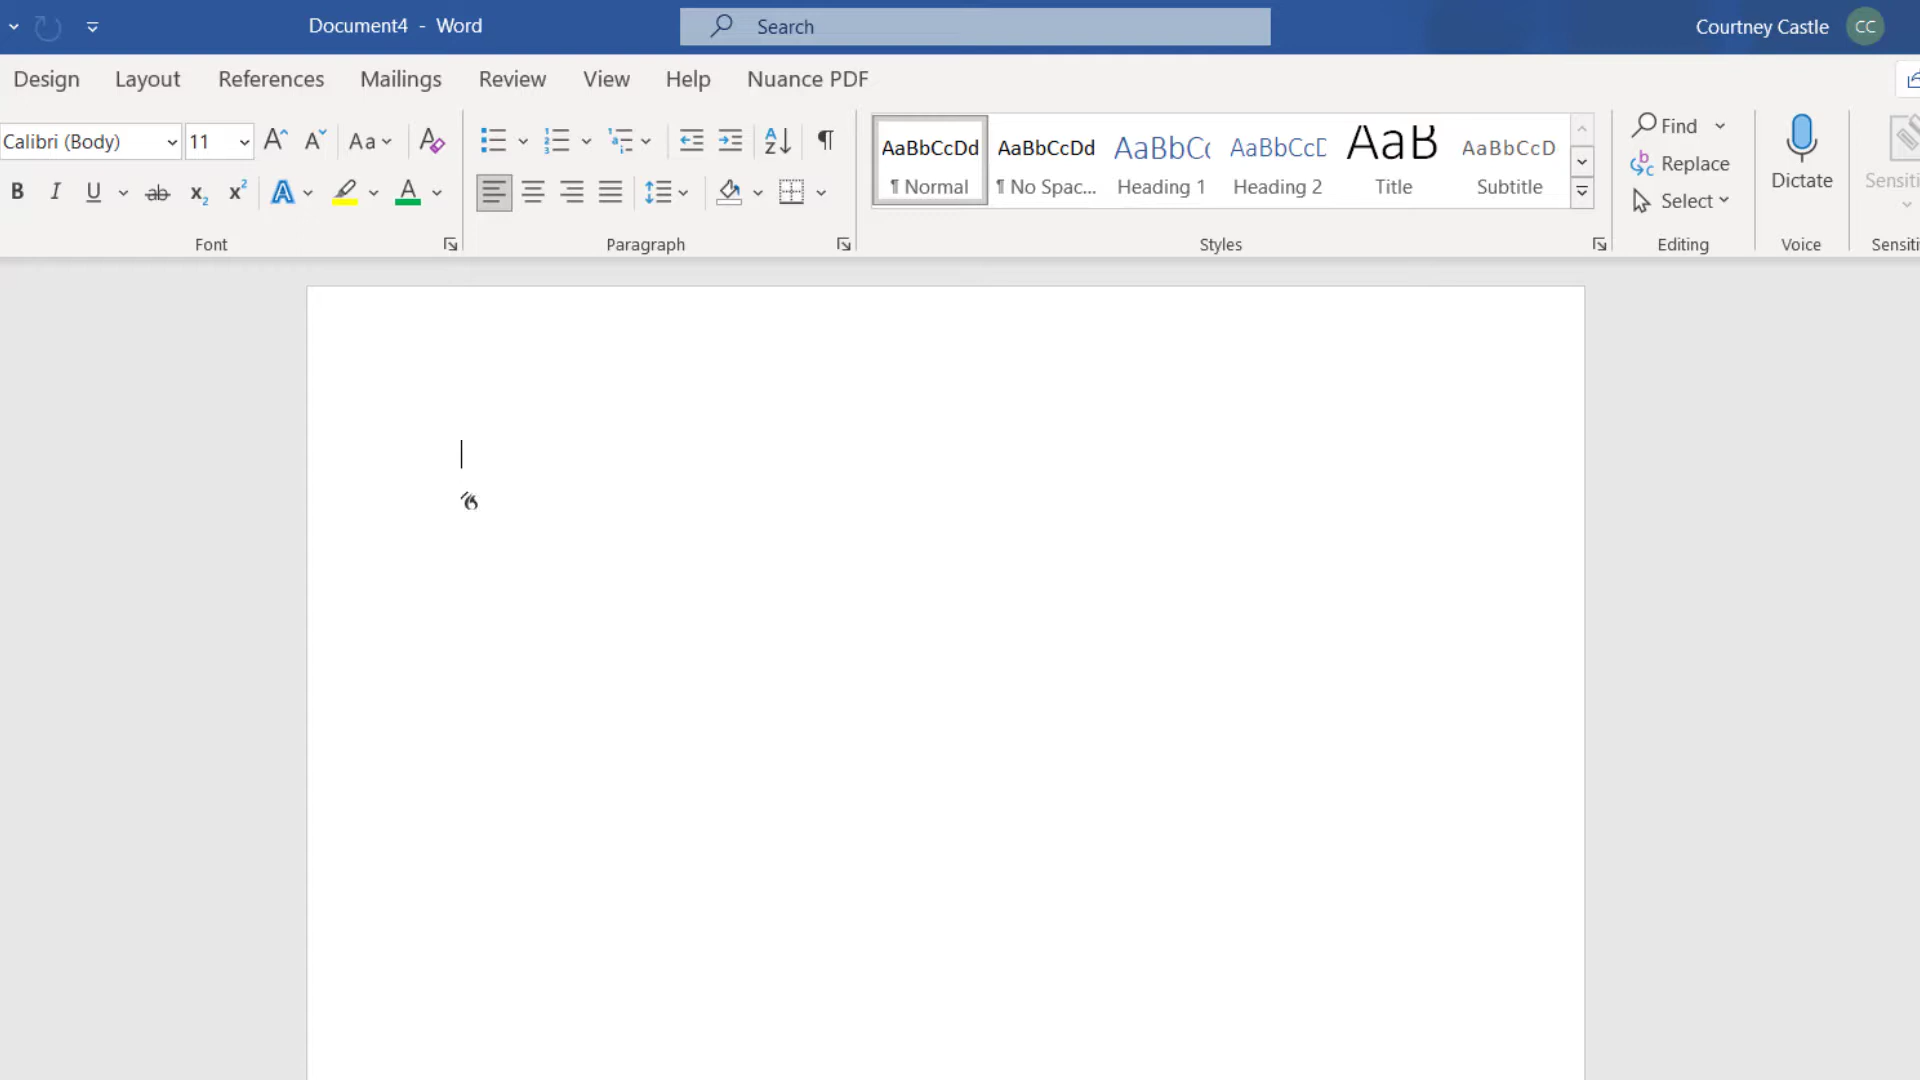 Document4 - Word
Search
Courtney Castle CC
Design Layout References Mailings Review View Help Nuance PDF
Calibri (Body) 11 Aa
AaBbCcDd AaBbCcDd AaBbCc AaBbCcD AaB AaBbCcD
¶ Normal ¶ No Spac... Heading 1 Heading 2 Title Subtitle
Find
Replace
Select
Dictate
Sensiti
Font Paragraph Styles Editing Voice Sensiti